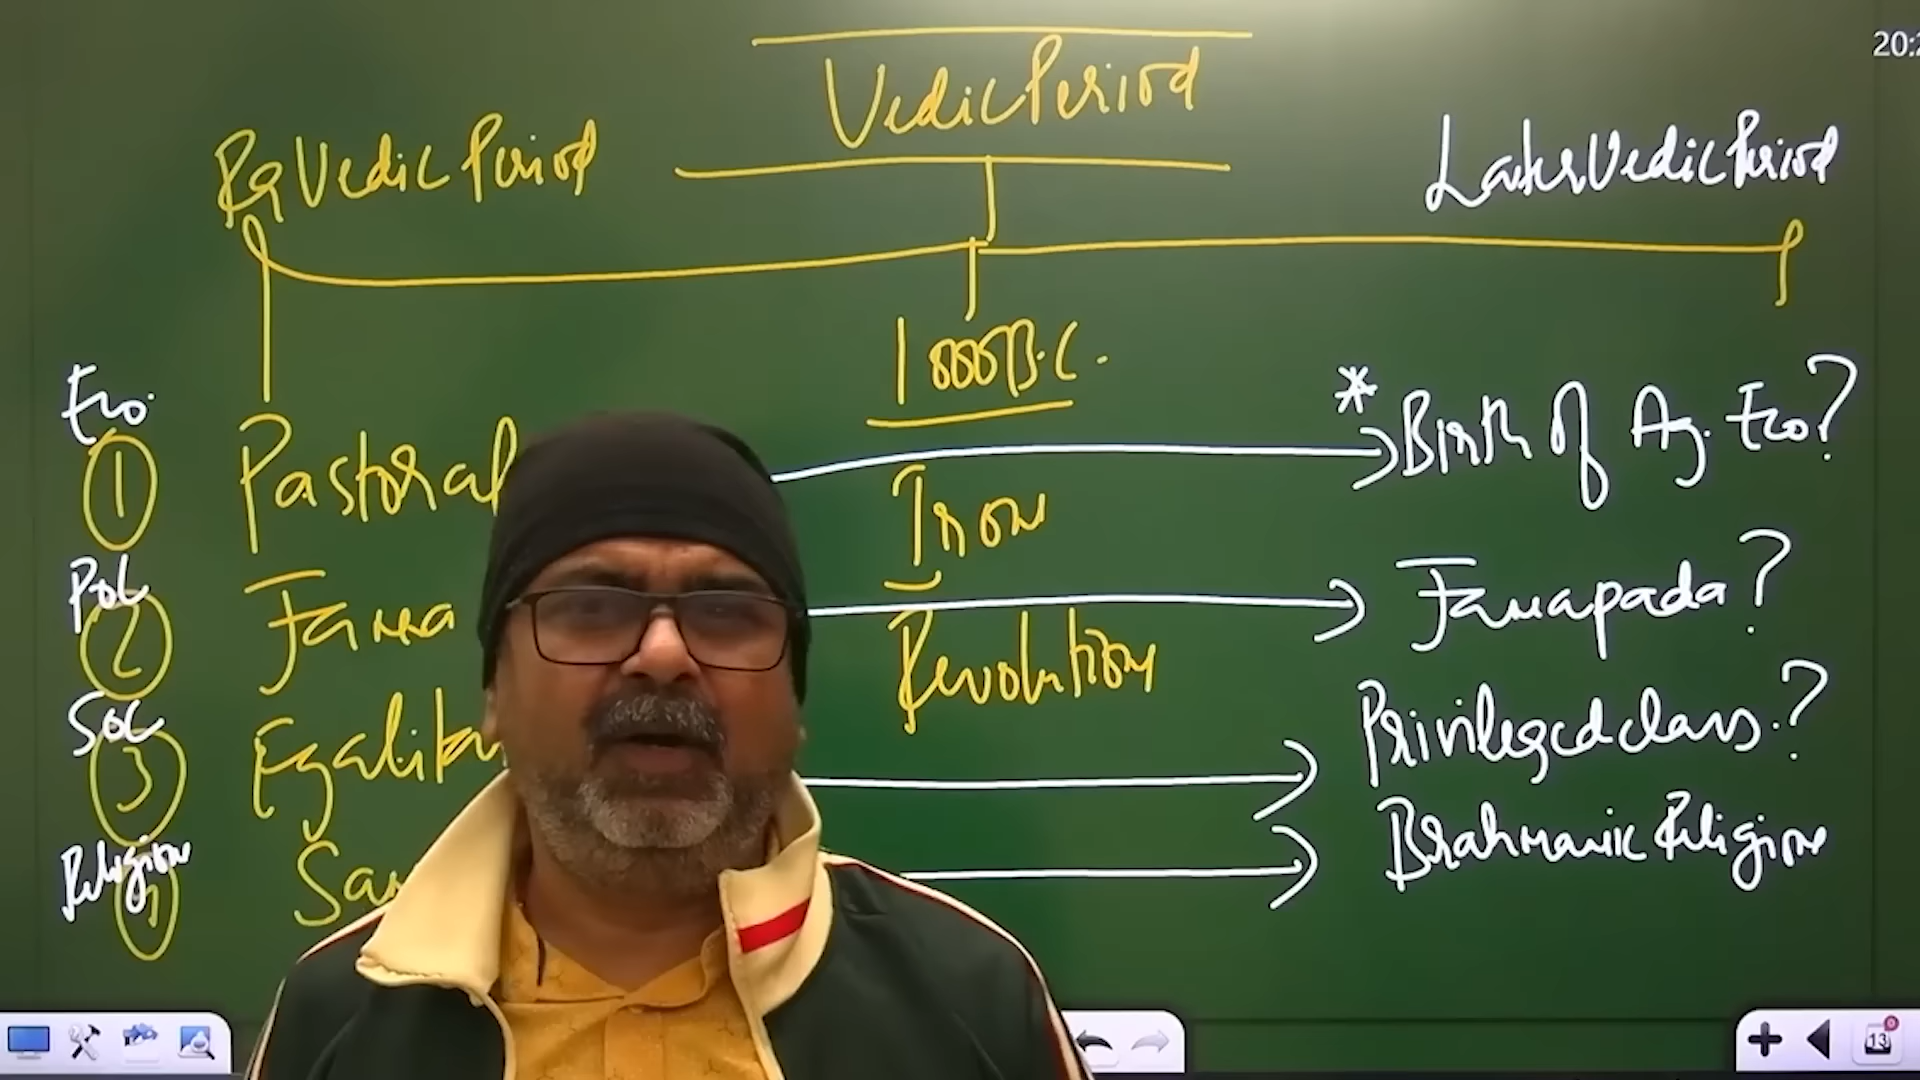 Vedic Period
Rg Vedic Period
Later Vedic Period
1000 B.C.
Iron
Revolution
Eco.
1 Pastoral
* Birth of Ag. Eco?
Pol
2 Jana
Janapada?
Soc
3 Egalitar
Privileged class.?
Religion
4 San
Brahmanic Religion
20:2
13